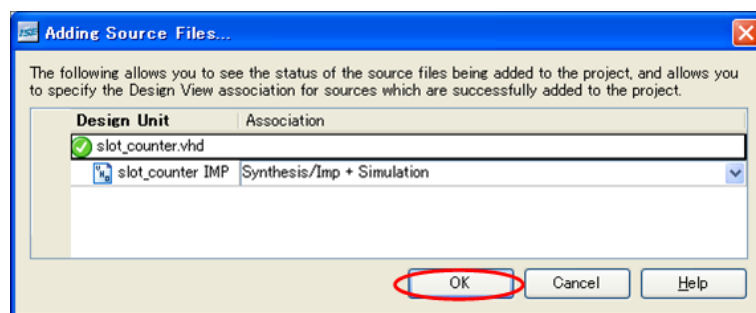 ISE Adding Source Files...
The following allows you to see the status of the source files being added to the project, and allows you
to specify the Design View association for sources which are successfully added to the project.
Design Unit Association
slot_counter.vhd
slot_counter IMP Synthesis/Imp + Simulation
OK Cancel Help